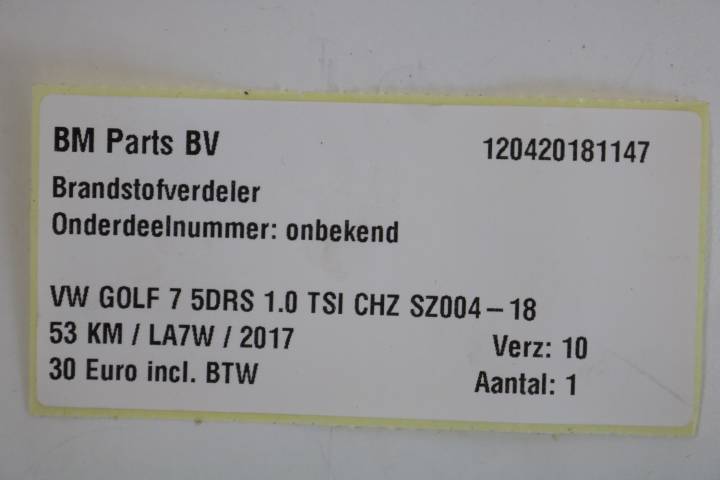 BM Parts BV 120420181147
Brandstofverdeler
Onderdeelnummer: onbekend
VW GOLF 7 5DRS 1.0 TSI CHZ SZ004-18
53 KM / LA7W / 2017 Verz: 10
30 Euro incl. BTW Aantal: 1